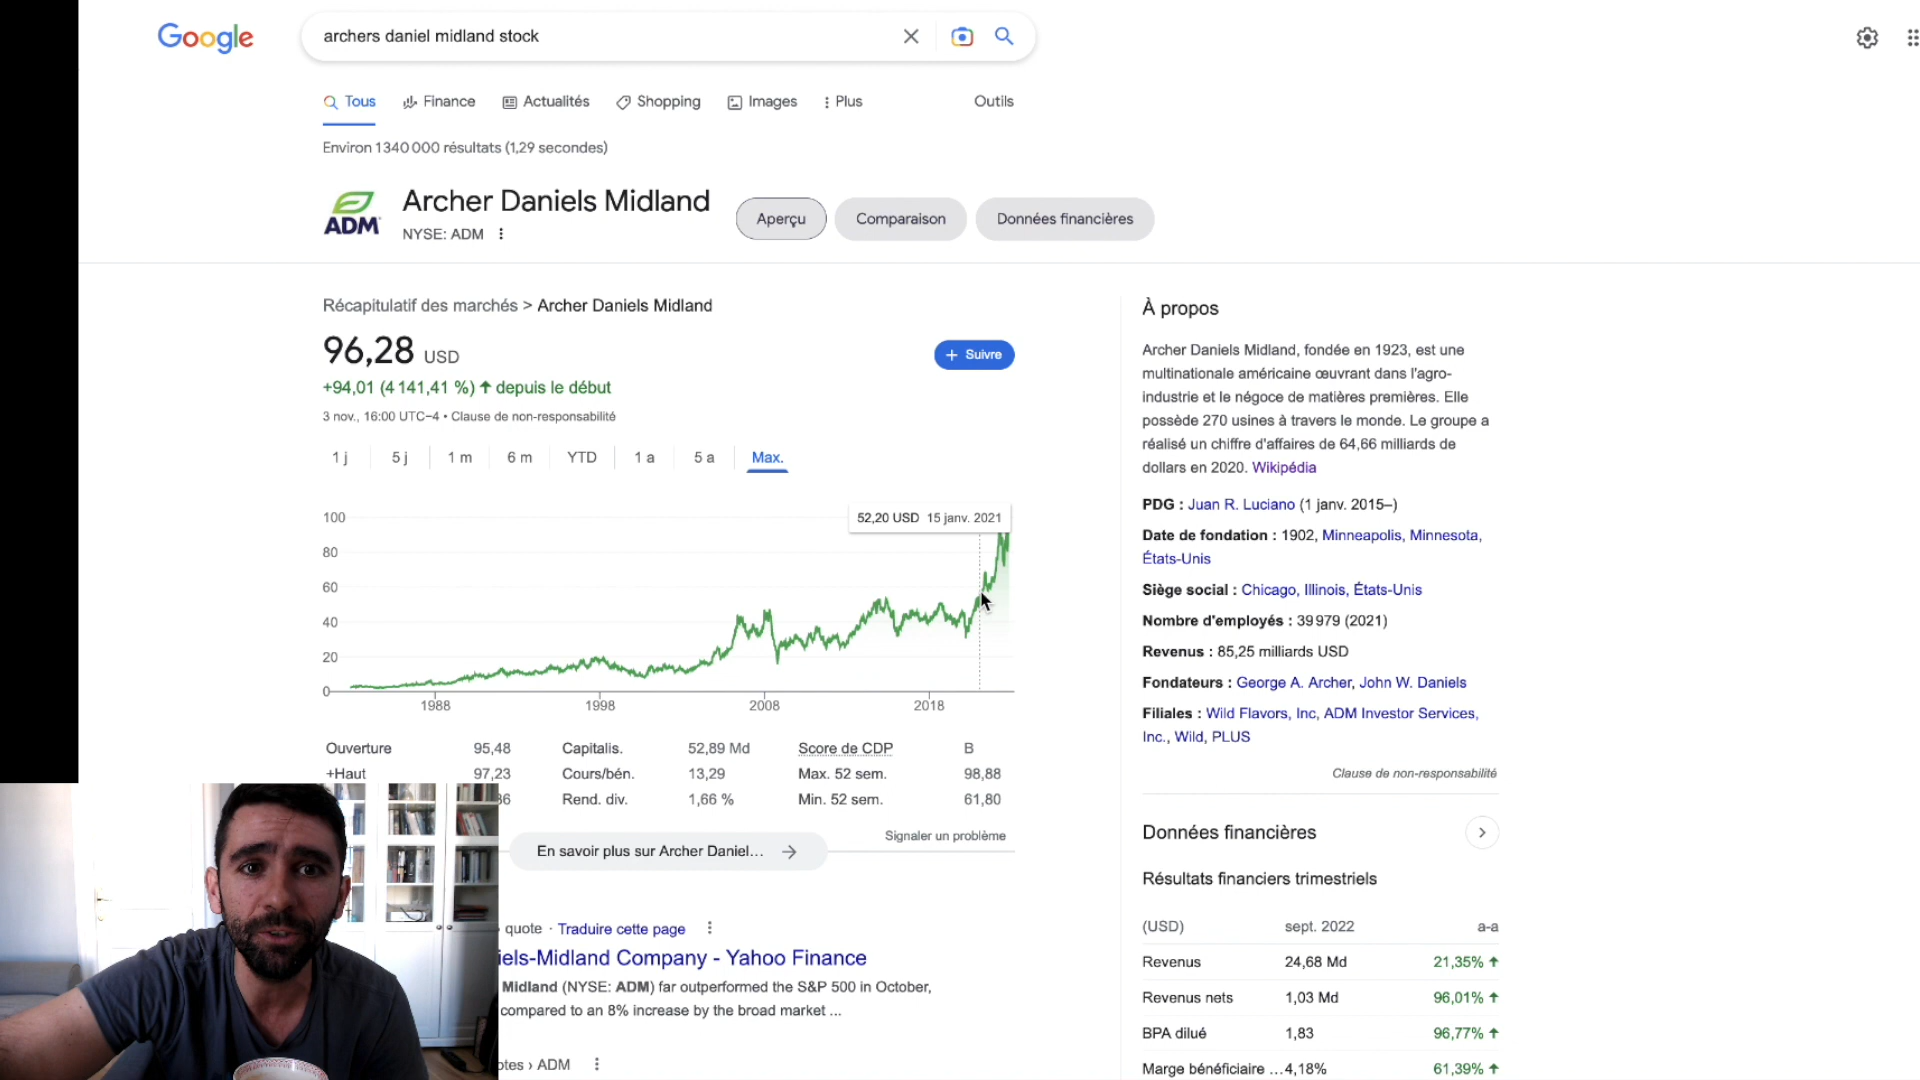 Google
archers daniel midland stock
Tous
Finance
Actualités
Shopping
Images
Plus
Outils
Environ 1 340 000 résultats (1,29 secondes)
ADM
Archer Daniels Midland
NYSE: ADM
Aperçu
Comparaison
Données financières
Récapitulatif des marchés > Archer Daniels Midland
96,28 USD
+ Suivre
+94,01 (4 141,41 %) ↑ depuis le début
3 nov., 16:00 UTC−4 • Clause de non-responsabilité
1 j
5 j
1 m
6 m
YTD
1 a
5 a
Max.
52,20 USD 15 janv. 2021
100
80
60
40
20
0
1988
1998
2008
2018
Ouverture 95,48
+Haut 97,23
36
Capitalis. 52,89 Md
Cours/bén. 13,29
Rend. div. 1,66 %
Score de CDP B
Max. 52 sem. 98,88
Min. 52 sem. 61,80
Signaler un problème
En savoir plus sur Archer Daniel... →
quote · Traduire cette page
iels-Midland Company - Yahoo Finance
Midland (NYSE: ADM) far outperformed the S&P 500 in October,
compared to an 8% increase by the broad market ...
otes › ADM
À propos
Archer Daniels Midland, fondée en 1923, est une
multinationale américaine œuvrant dans l'agro-
industrie et le négoce de matières premières. Elle
possède 270 usines à travers le monde. Le groupe a
réalisé un chiffre d'affaires de 64,66 milliards de
dollars en 2020. Wikipédia
PDG : Juan R. Luciano (1 janv. 2015–)
Date de fondation : 1902, Minneapolis, Minnesota,
États-Unis
Siège social : Chicago, Illinois, États-Unis
Nombre d'employés : 39 979 (2021)
Revenus : 85,25 milliards USD
Fondateurs : George A. Archer, John W. Daniels
Filiales : Wild Flavors, Inc, ADM Investor Services,
Inc., Wild, PLUS
Clause de non-responsabilité
Données financières
Résultats financiers trimestriels
(USD) sept. 2022 a-a
Revenus 24,68 Md 21,35% ↑
Revenus nets 1,03 Md 96,01% ↑
BPA dilué 1,83 96,77% ↑
Marge bénéficiaire ... 4,18% 61,39% ↑